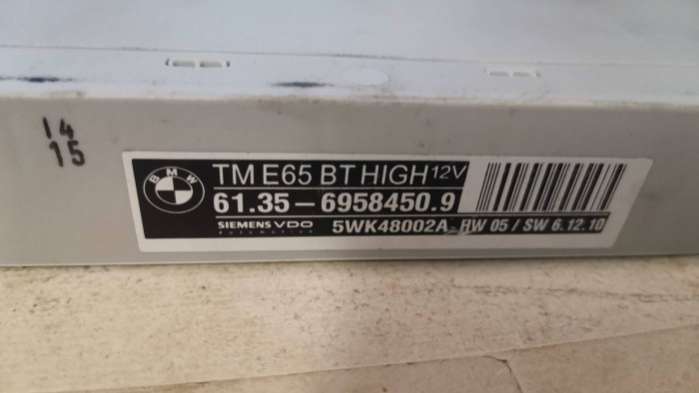 14
15
BMW
TM E65 BT HIGH 12V
61.35 – 6958450.9
SIEMENS VDO
5WK48002A HW 05 / SW 6.12.10